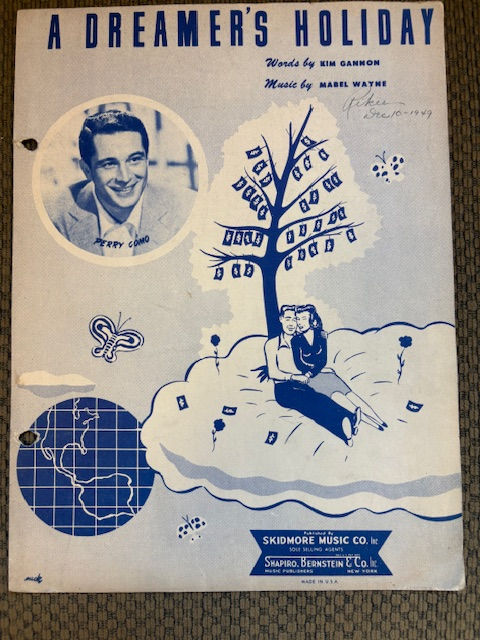 A DREAMER'S HOLIDAY
Words by KIM GANNON
Music by MABEL WAYNE
Dec 10-1949
PERRY COMO
Published By
SKIDMORE MUSIC CO. Inc
SOLE SELLING AGENTS
SHAPIRO, BERNSTEIN & CO. Inc
MUSIC PUBLISHERS NEW YORK
MADE IN U.S.A.